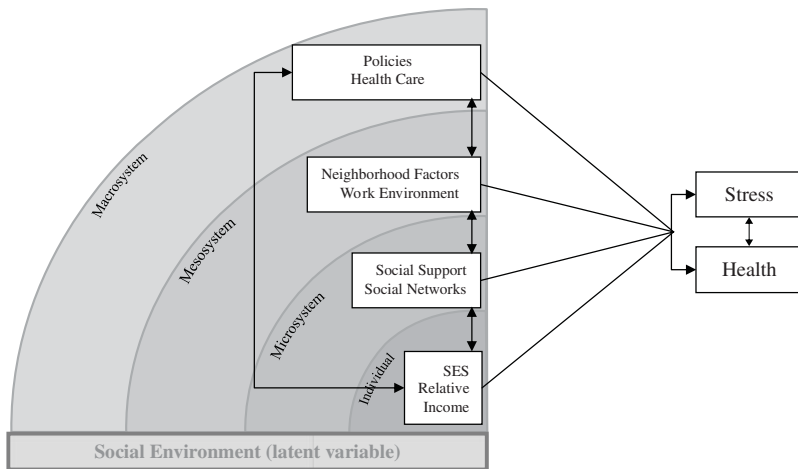 Policies
Health Care
Macrosystem
Neighborhood Factors
Work Environment
Mesosystem
Social Support
Social Networks
Microsystem
SES
Relative
Income
Individual
Stress
Health
Social Environment (latent variable)